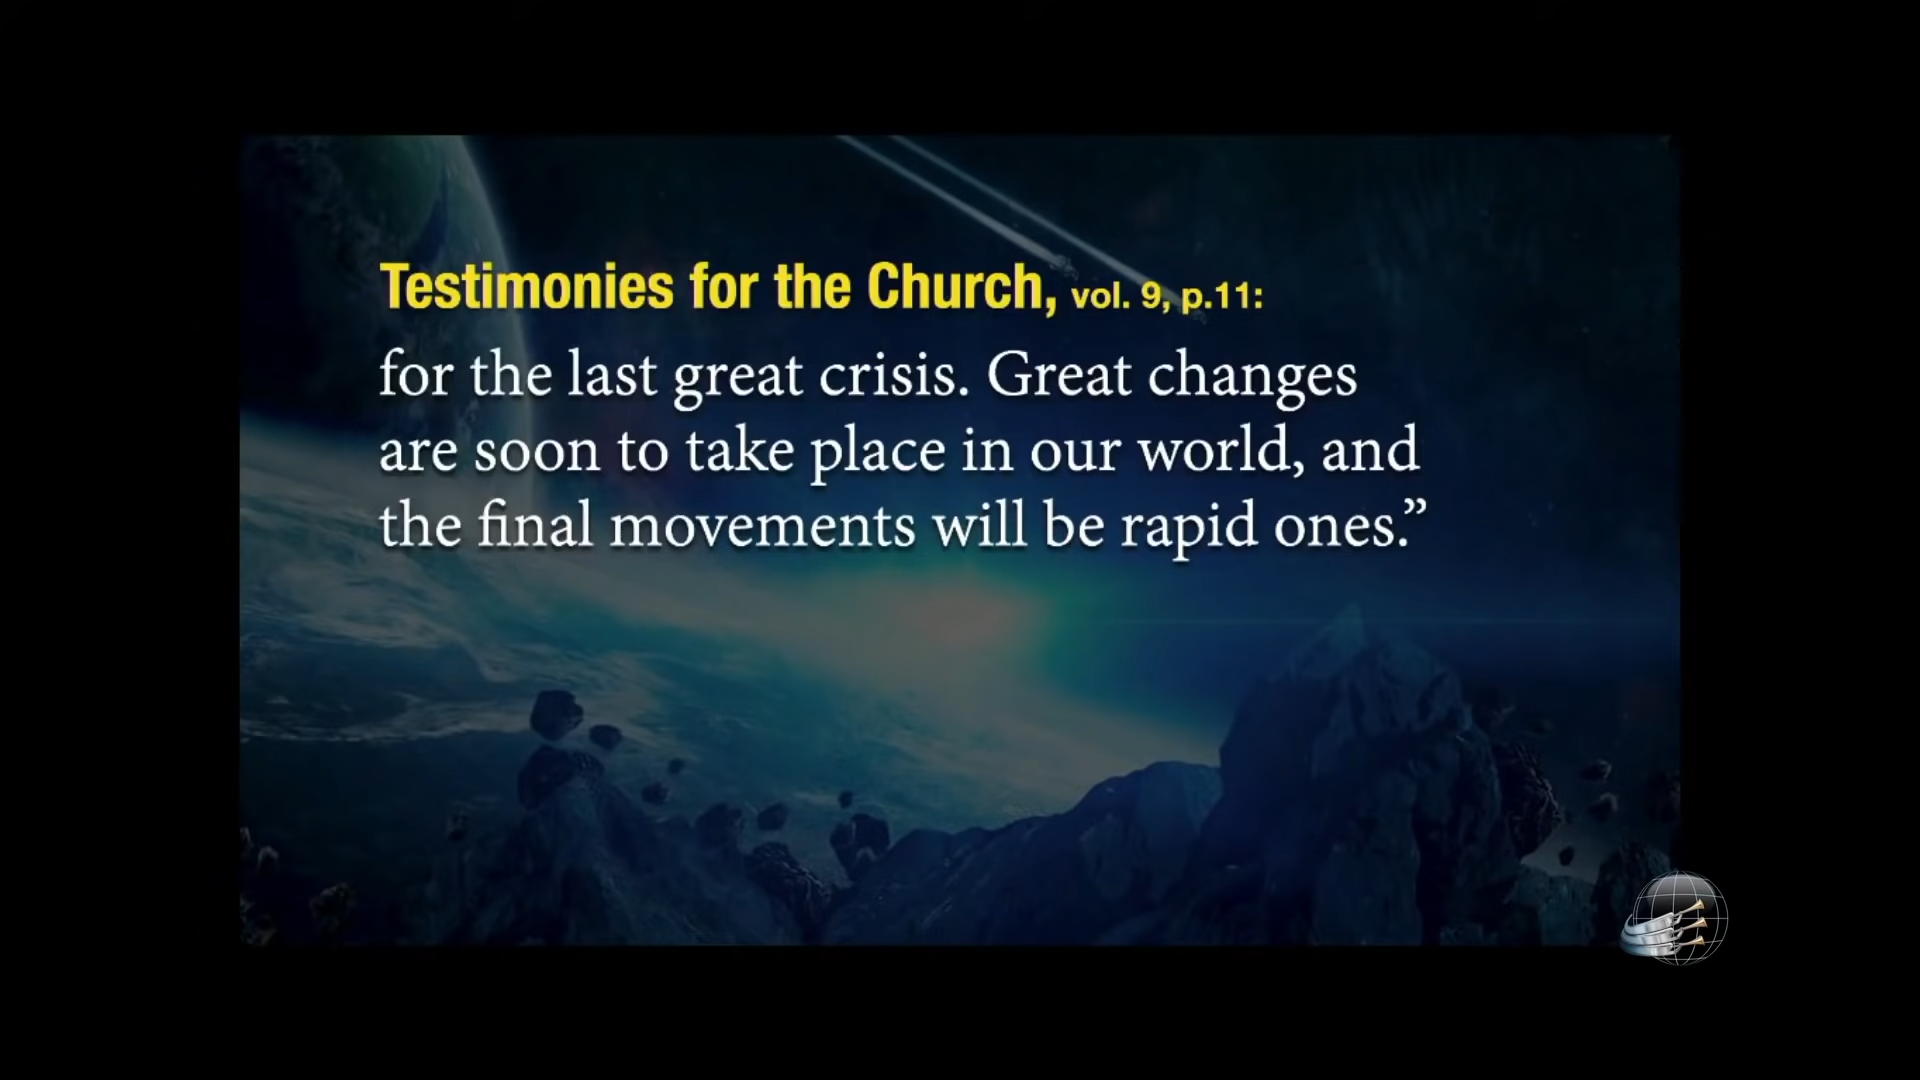 Testimonies for the Church, vol. 9, p.11:
for the last great crisis. Great changes
are soon to take place in our world, and
the final movements will be rapid ones.”